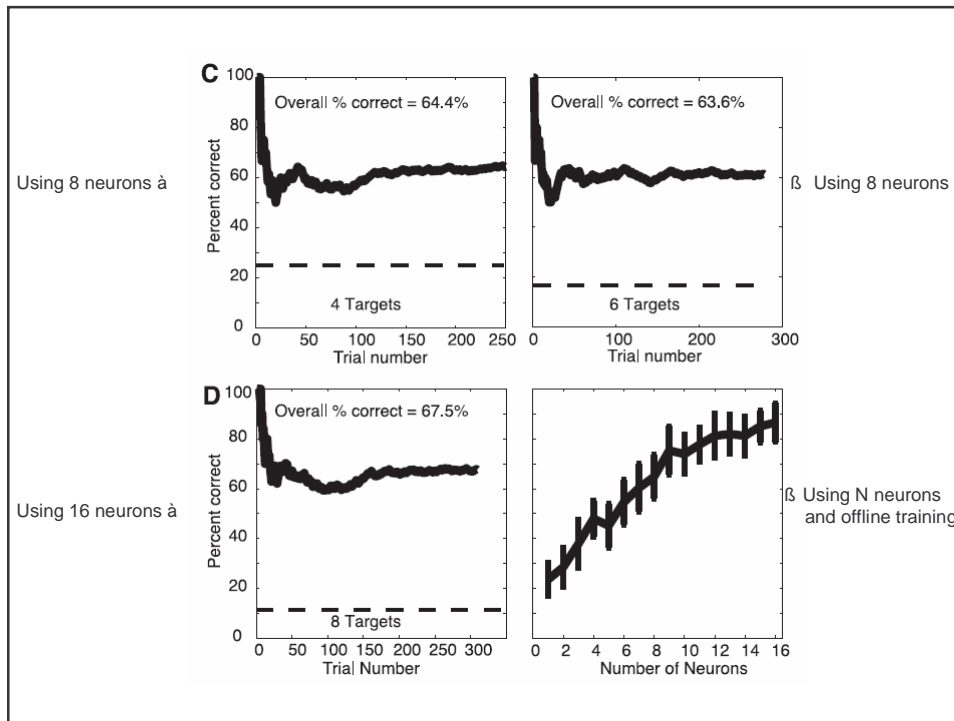 C
100
80
60
40
20
0
Percent correct
Overall % correct = 64.4%
4 Targets
0 50 100 150 200 250
Trial number
Overall % correct = 63.6%
6 Targets
0 100 200 300
Trial number
Using 8 neurons à
ß Using 8 neurons
D
100
80
60
40
20
0
Percent correct
Overall % correct = 67.5%
8 Targets
0 50 100 150 200 250 300
Trial Number
0 2 4 6 8 10 12 14 16
Number of Neurons
Using 16 neurons à
ß Using N neurons
and offline training